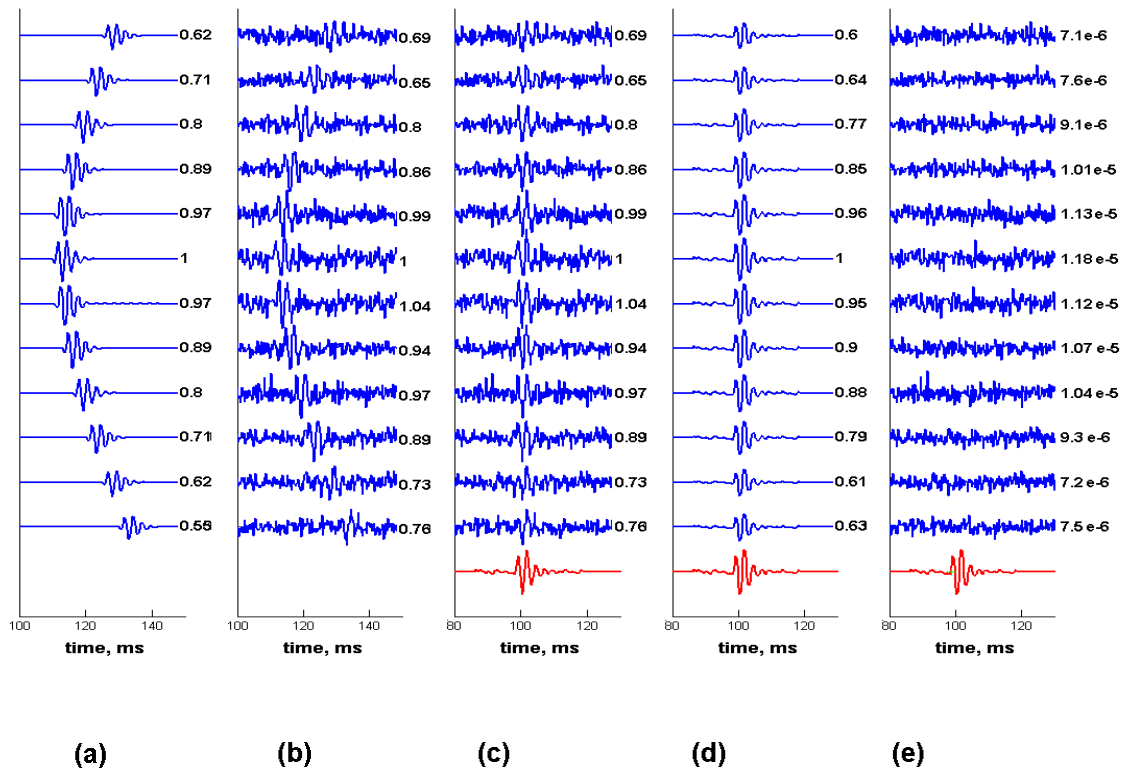 0.62 0.69 0.69 0.6 7.1e-6
0.71 0.65 0.65 0.64 7.6e-6
0.8 0.8 0.8 0.77 9.1e-6
0.89 0.86 0.86 0.85 1.01e-5
0.97 0.99 0.99 0.96 1.13e-5
1 1 1 1 1.18e-5
0.97 1.04 1.04 0.95 1.12e-5
0.89 0.94 0.94 0.9 1.07 e-5
0.8 0.97 0.97 0.88 1.04 e-5
0.71 0.89 0.89 0.79 9.3 e-6
0.62 0.73 0.73 0.61 7.2 e-6
0.55 0.76 0.76 0.63 7.5 e-6
100 120 140 100 120 140 80 100 120 80 100 120 80 100 120
time, ms time, ms time, ms time, ms time, ms
(a) (b) (c) (d) (e)